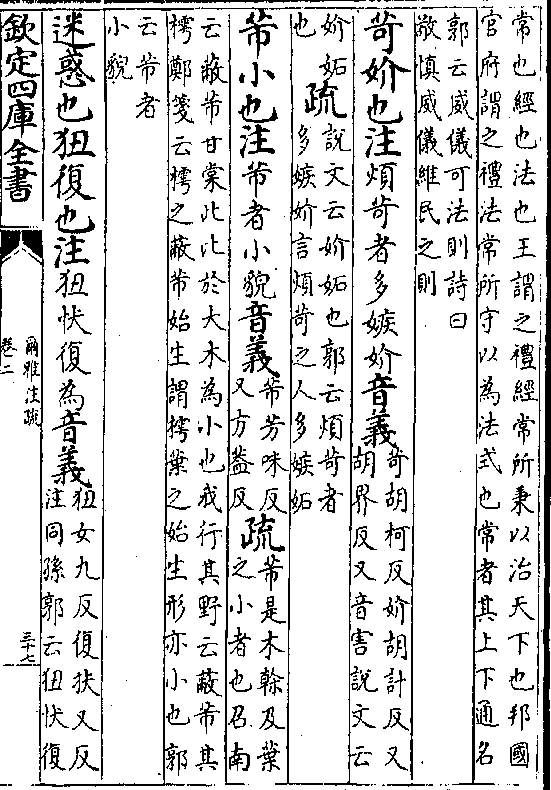 常也經也法也王謂之禮經常所秉以治天下也邦國
官府謂之禮法常所守以為法式也常者其上下通名
郭云威儀可法則詩曰
敬慎威儀維民之則
苛妎也注煩苛者多嫉妎音義
苛胡柯反妎胡計反又
胡界反又音害說文云
妎妬
也
疏
說文云妎妬也郭云煩苛者
多嫉妎言煩苛之人多嫉妬
芾小也注芾者小貌音義
芾芳味反
又方蓋反
疏
芾是木幹及葉
之小者也召南
云蔽芾甘棠此比於大木為小也我行其野云蔽芾其
樗鄭箋云樗之蔽芾始生謂樗葉之始生形亦小也郭
云芾者
小貌
迷惑也狃復也注狃忕復為音義
狃女九反復扶又反
注同孫郭云狃忕復
欽定四庫全書
爾雅注疏
卷二
三十七